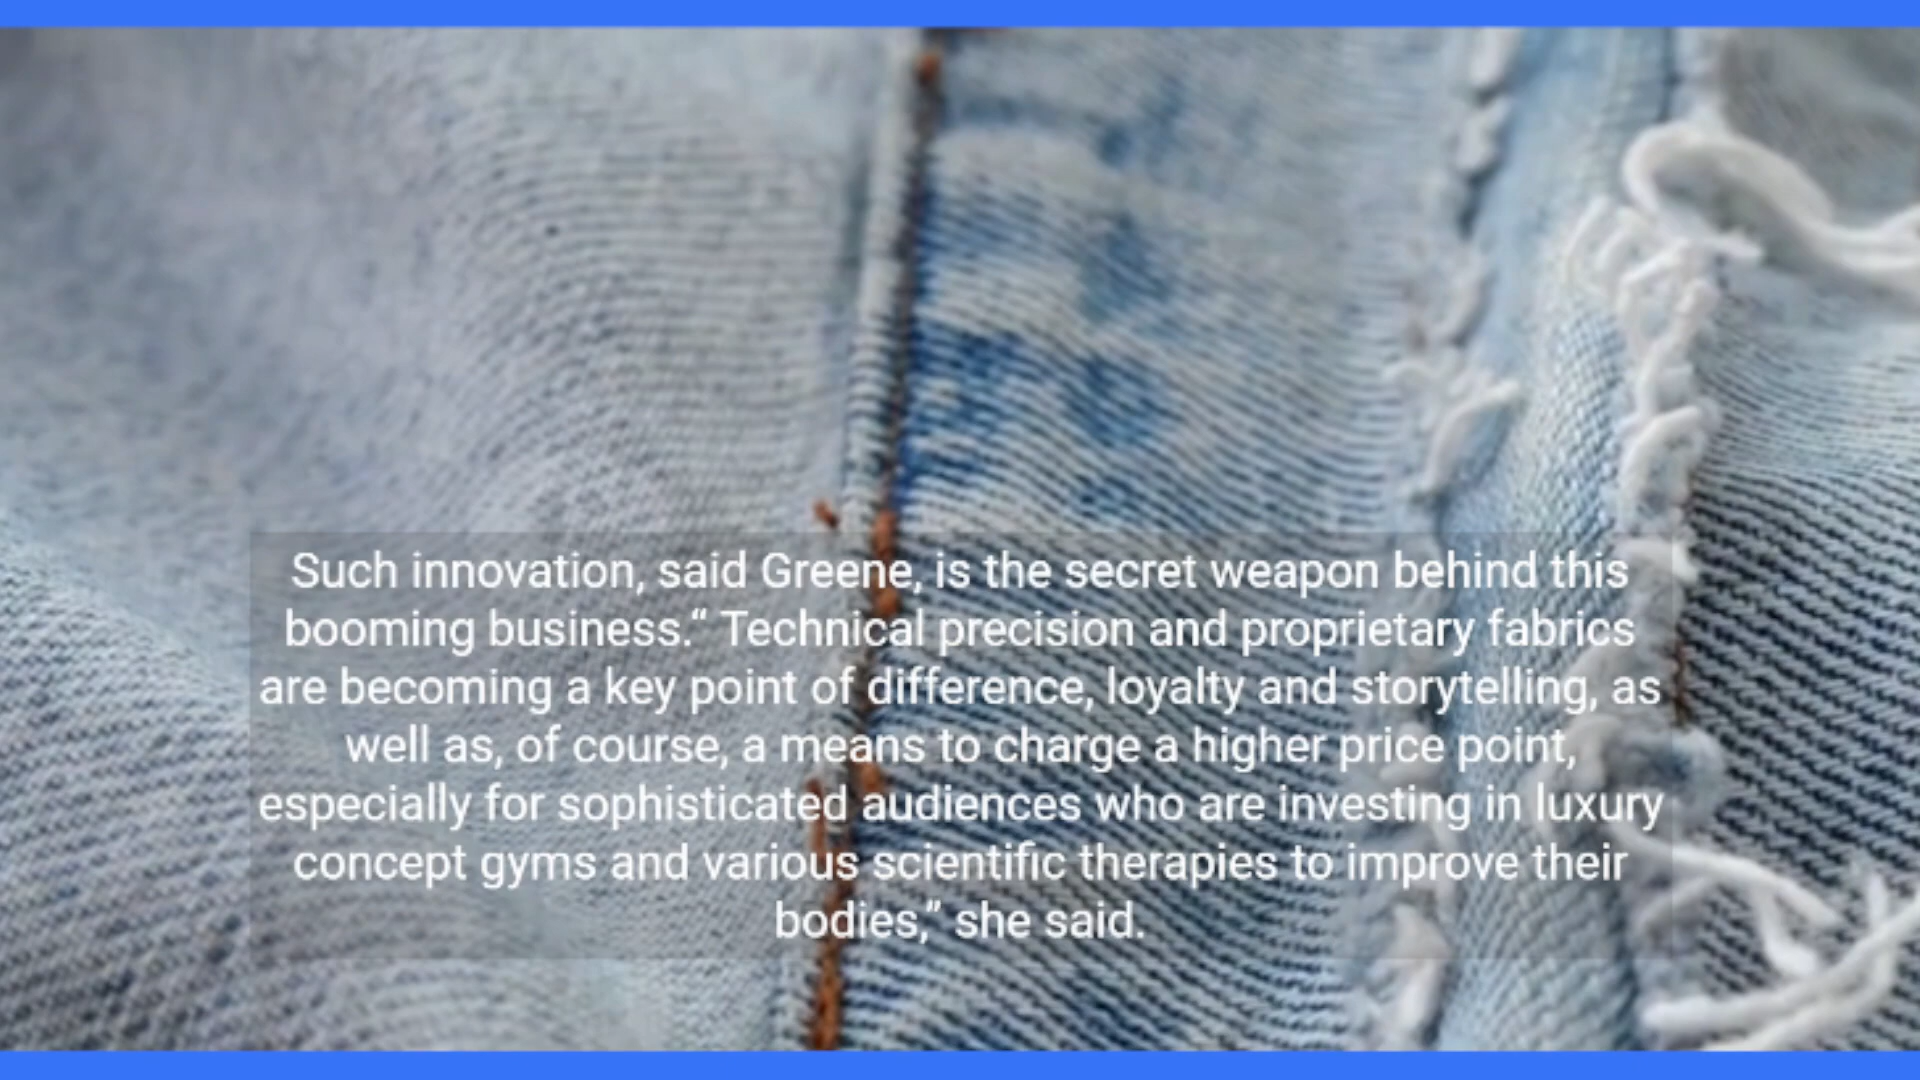 Such innovation, said Greene, is the secret weapon behind this
booming business.“ Technical precision and proprietary fabrics
are becoming a key point of difference, loyalty and storytelling, as
well as, of course, a means to charge a higher price point,
especially for sophisticated audiences who are investing in luxury
concept gyms and various scientific therapies to improve their
bodies,” she said.